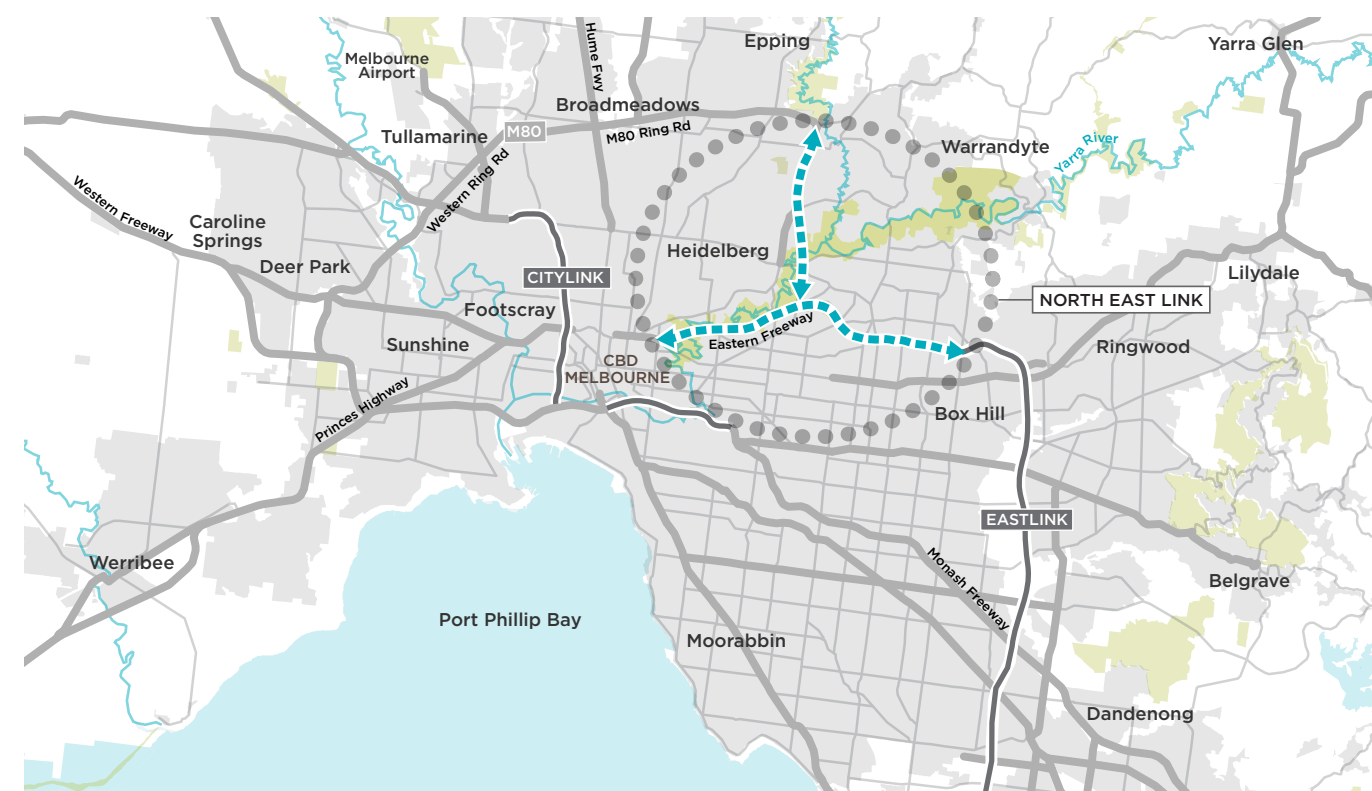 Epping
Yarra Glen
Melbourne
Airport
Hume Fwy
Broadmeadows
Tullamarine
M80
M80 Ring Rd
Warrandyte
Yarra River
Western Ring Rd
Western Freeway
Caroline
Springs
Heidelberg
Deer Park
CITYLINK
Lilydale
NORTH EAST LINK
Footscray
Eastern Freeway
Sunshine
Ringwood
CBD
MELBOURNE
Princes Highway
Box Hill
EASTLINK
Werribee
Monash Freeway
Belgrave
Port Phillip Bay
Moorabbin
Dandenong